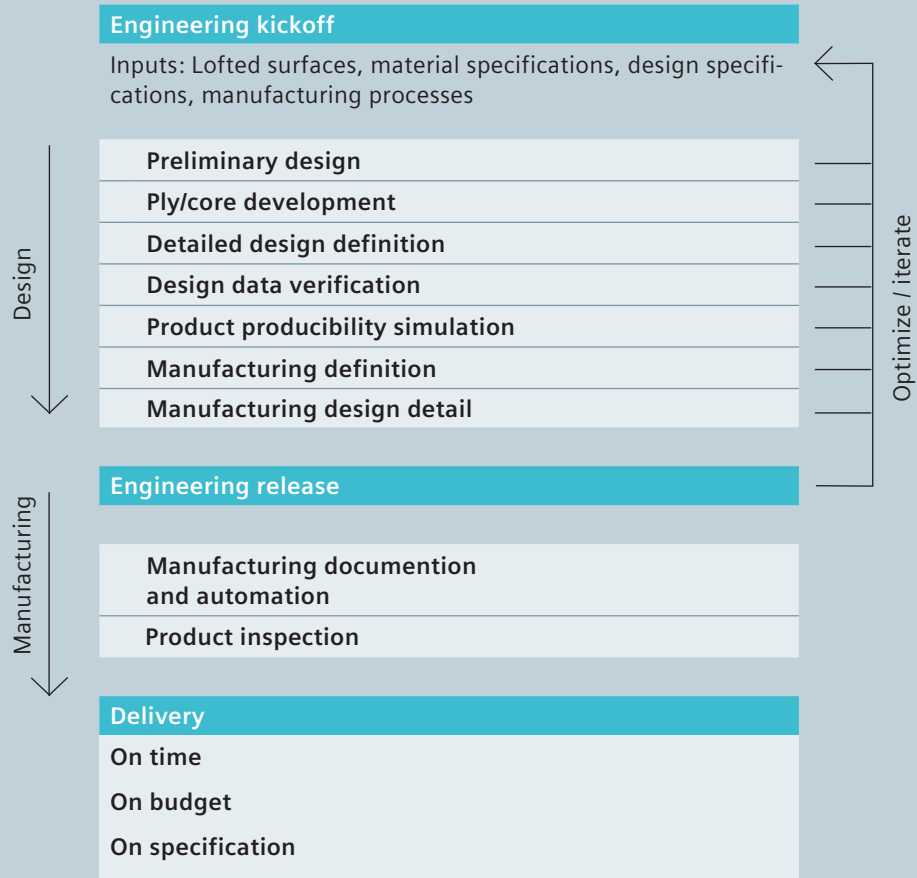 Engineering kickoff
Inputs: Lofted surfaces, material specifications, design specifi-
cations, manufacturing processes
Design
Preliminary design
Ply/core development
Detailed design definition
Design data verification
Product producibility simulation
Manufacturing definition
Manufacturing design detail
Optimize / iterate
Engineering release
Manufacturing
Manufacturing documention
and automation
Product inspection
Delivery
On time
On budget
On specification